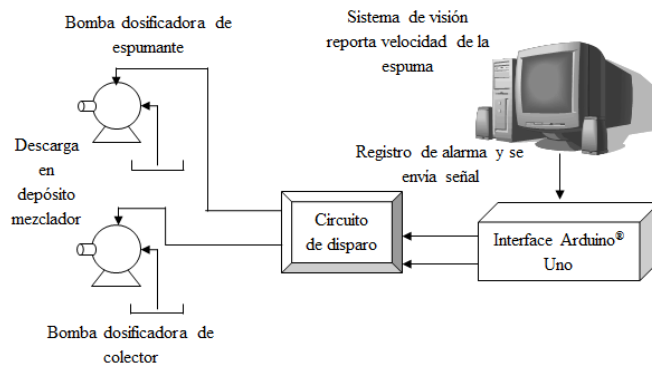 Bomba dosificadora de
espumante
Sistema de visión
reporta velocidad de la
espuma
Descarga
en
depósito
mezclador
Registro de alarma y se
envía señal
Circuito
de disparo
Interface Arduino®
Uno
Bomba dosificadora de
colector